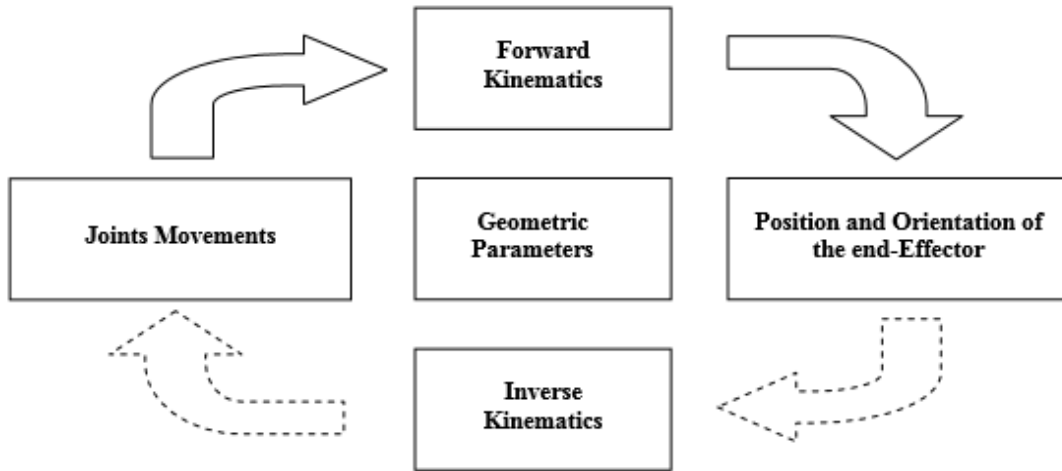 Forward
Kinematics
Joints Movements
Geometric
Parameters
Position and Orientation of
the end-Effector
Inverse
Kinematics